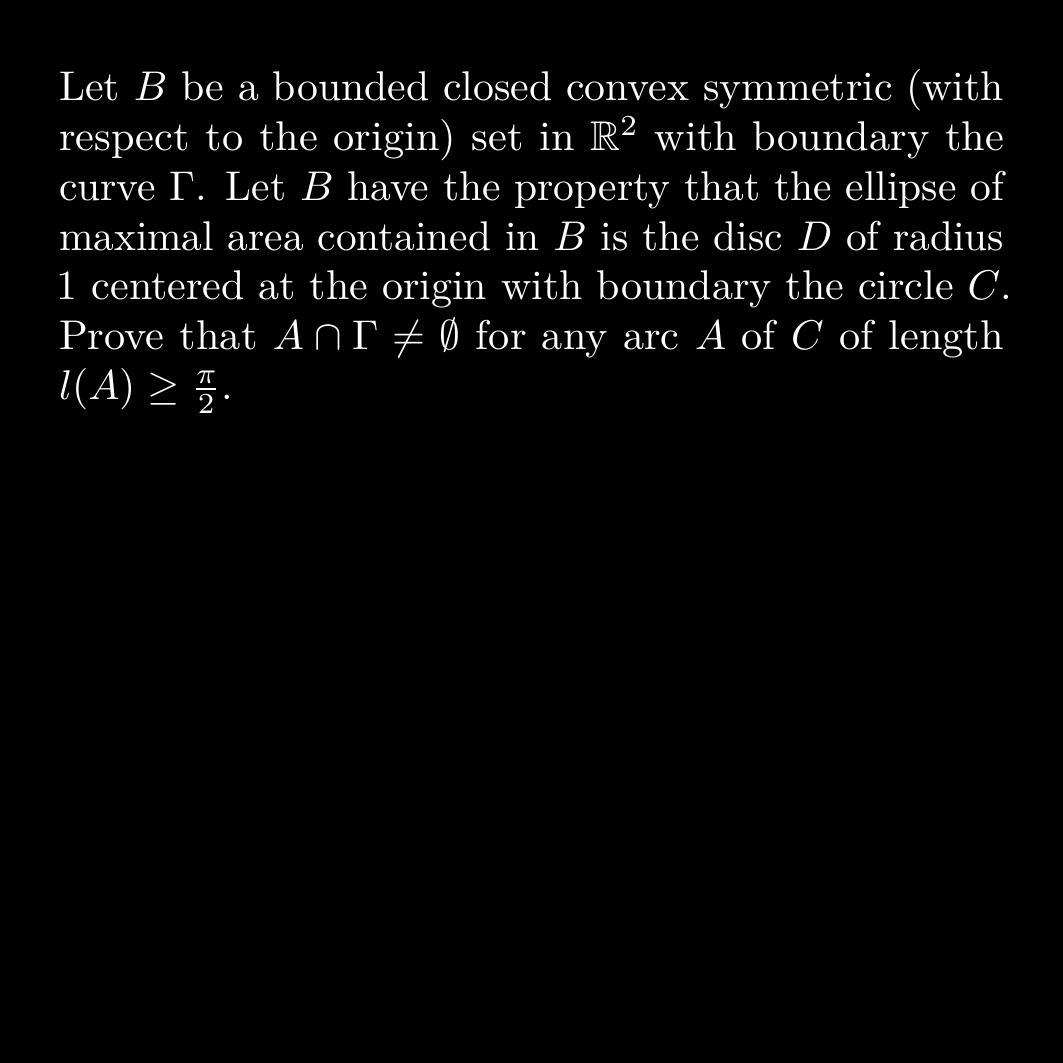 Let $B$ be a bounded closed convex symmetric (with
respect to the origin) set in $\mathbb{R}^2$ with boundary the
curve $\Gamma$. Let $B$ have the property that the ellipse of
maximal area contained in $B$ is the disc $D$ of radius
1 centered at the origin with boundary the circle $C$.
Prove that $A \cap \Gamma \neq \emptyset$ for any arc $A$ of $C$ of length
$l(A) \geq \frac{\pi}{2}$.